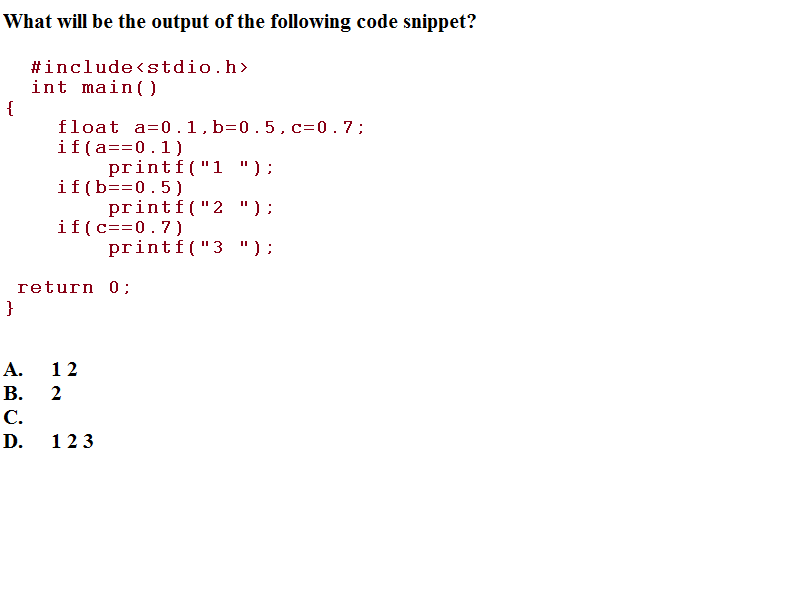 What will be the output of the following code snippet?
#include<stdio.h>
int main()
{
float a=0.1,b=0.5,c=0.7;
if(a==0.1)
printf("1 ");
if(b==0.5)
printf("2 ");
if(c==0.7)
printf("3 ");
return 0;
}
A. 1 2
B. 2
C.
D. 1 2 3